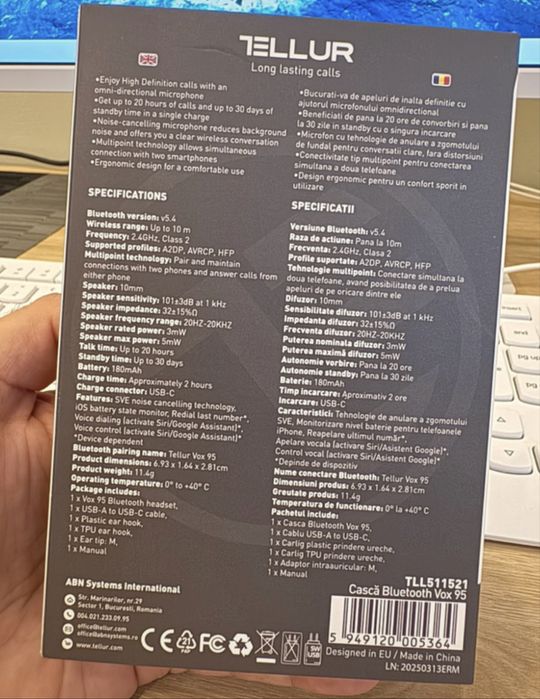 TELLUR
Long lasting calls
•Enjoy High Definition calls with an
omni-directional microphone
•Get up to 20 hours of calls and up to 30 days of
standby time in a single charge
•Noise-cancelling microphone reduces background
noise and offers you a clear wireless conversation
•Multipoint technology allows simultaneous
connection with two smartphones
•Ergonomic design for a comfortable use
SPECIFICATIONS
Bluetooth version: v5.4
Wireless range: Up to 10 m
Frequency: 2.4GHz, Class 2
Supported profiles: A2DP, AVRCP, HFP
Multipoint technology: Pair and maintain
connections with two phones and answer calls from
either phone
Speaker: 10mm
Speaker sensitivity: 101±3dB at 1 kHz
Speaker impedance: 32±15%Ω
Speaker frequency range: 20HZ-20KHZ
Speaker rated power: 3mW
Speaker max power: 5mW
Talk time: Up to 20 hours
Standby time: Up to 30 days
Battery: 180mAh
Charge time: Approximately 2 hours
Charge connector: USB-C
Features: SVE noise cancelling technology,
iOS battery state monitor, Redial last number*,
Voice dialing (activate Siri/Google Assistant)*
Voice control (activate Siri/Google Assistant)*
*Device dependent
Bluetooth pairing name: Tellur Vox 95
Product dimensions: 6.93 x 1.64 x 2.81cm
Product weight: 11.4g
Operating temperature: 0° to +40° C
Package includes:
1 x Vox 95 Bluetooth headset,
1 x USB-A to USB-C cable,
1 x Plastic ear hook,
1 x TPU ear hook,
1 x Ear tip: M,
1 x Manual
•Bucurati-va de apeluri de inalta definitie cu
ajutorul microfonului omnidirectional
•Beneficiati de pana la 20 ore de convorbiri si pana
la 30 zile in standby cu o singura incarcare
•Microfon cu tehnologie de anulare a zgomotului
de fundal pentru conversatii clare, fara distorsiuni
•Conectivitate tip multipoint pentru conectarea
simultana a doua telefoane
•Design ergonomic pentru un confort sporit in
utilizare
SPECIFICATII
Versiune Bluetooth: v5.4
Raza de actiune: Pana la 10m
Frecventa: 2.4GHz, Clasa 2
Profile suportate: A2DP, AVRCP, HFP
Tehnologie multipoint: Conectare simultana la
doua telefoane, avand posibilitatea de a prelua
apeluri de pe oricare dintre ele
Difuzor: 10mm
Sensibilitate difuzor: 101±3dB at 1 kHz
Impedanta difuzor: 32±15%Ω
Frecventa difuzor: 20HZ-20KHZ
Puterea nominala difuzor: 3mW
Puterea maximă difuzor: 5mW
Autonomie vorbire: Pana la 20 ore
Autonomie standby: Pana la 30 zile
Baterie: 180mAh
Timp incarcare: Aproximativ 2 ore
Incarcare: USB-C
Caracteristici: Tehnologie de anulare a zgomotului
SVE, Monitorizare nivel baterie pentru telefoanele
iPhone, Reapelare ultimul număr*,
Apelare vocala (activare Siri/Asistent Google)*
Control vocal (activare Siri/Asistent Google)*
*Depinde de dispozitiv
Nume conectare Bluetooth: Tellur Vox 95
Dimensiuni produs: 6.93 x 1.64 x 2.81cm
Greutate produs: 11.4g
Temperatura de functionare: 0° la +40° C
Pachetul include:
1 x Casca Bluetooth Vox 95,
1 x Cablu USB-A to USB-C,
1 x Carlig plastic prindere ureche,
1 x Carlig TPU prindere ureche,
1 x Adaptor intraauricular: M,
1 x Manual
ABN Systems International
Str. Marinarilor, nr.29
Sector 1, Bucuresti, Romania
004.021.233.09.95
office@tellur.com
office@abnsystems.ro
www.tellur.com
CE
21
PAP
FC
5W
USB
TLL511521
Cască Bluetooth Vox 95
5 949120 005364
Designed in EU / Made in China
LN: 20250313ERM
insert
end